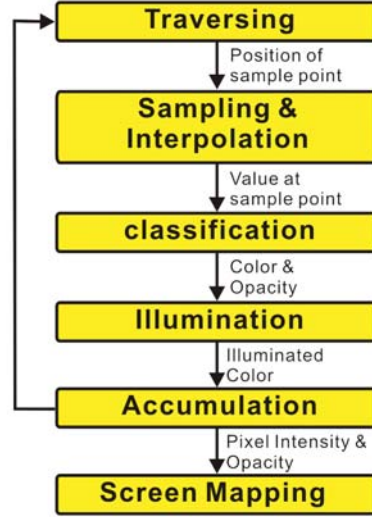 Traversing
Position of
sample point
Sampling &
Interpolation
Value at
sample point
classification
Color &
Opacity
Illumination
Illuminated
Color
Accumulation
Pixel Intensity &
Opacity
Screen Mapping